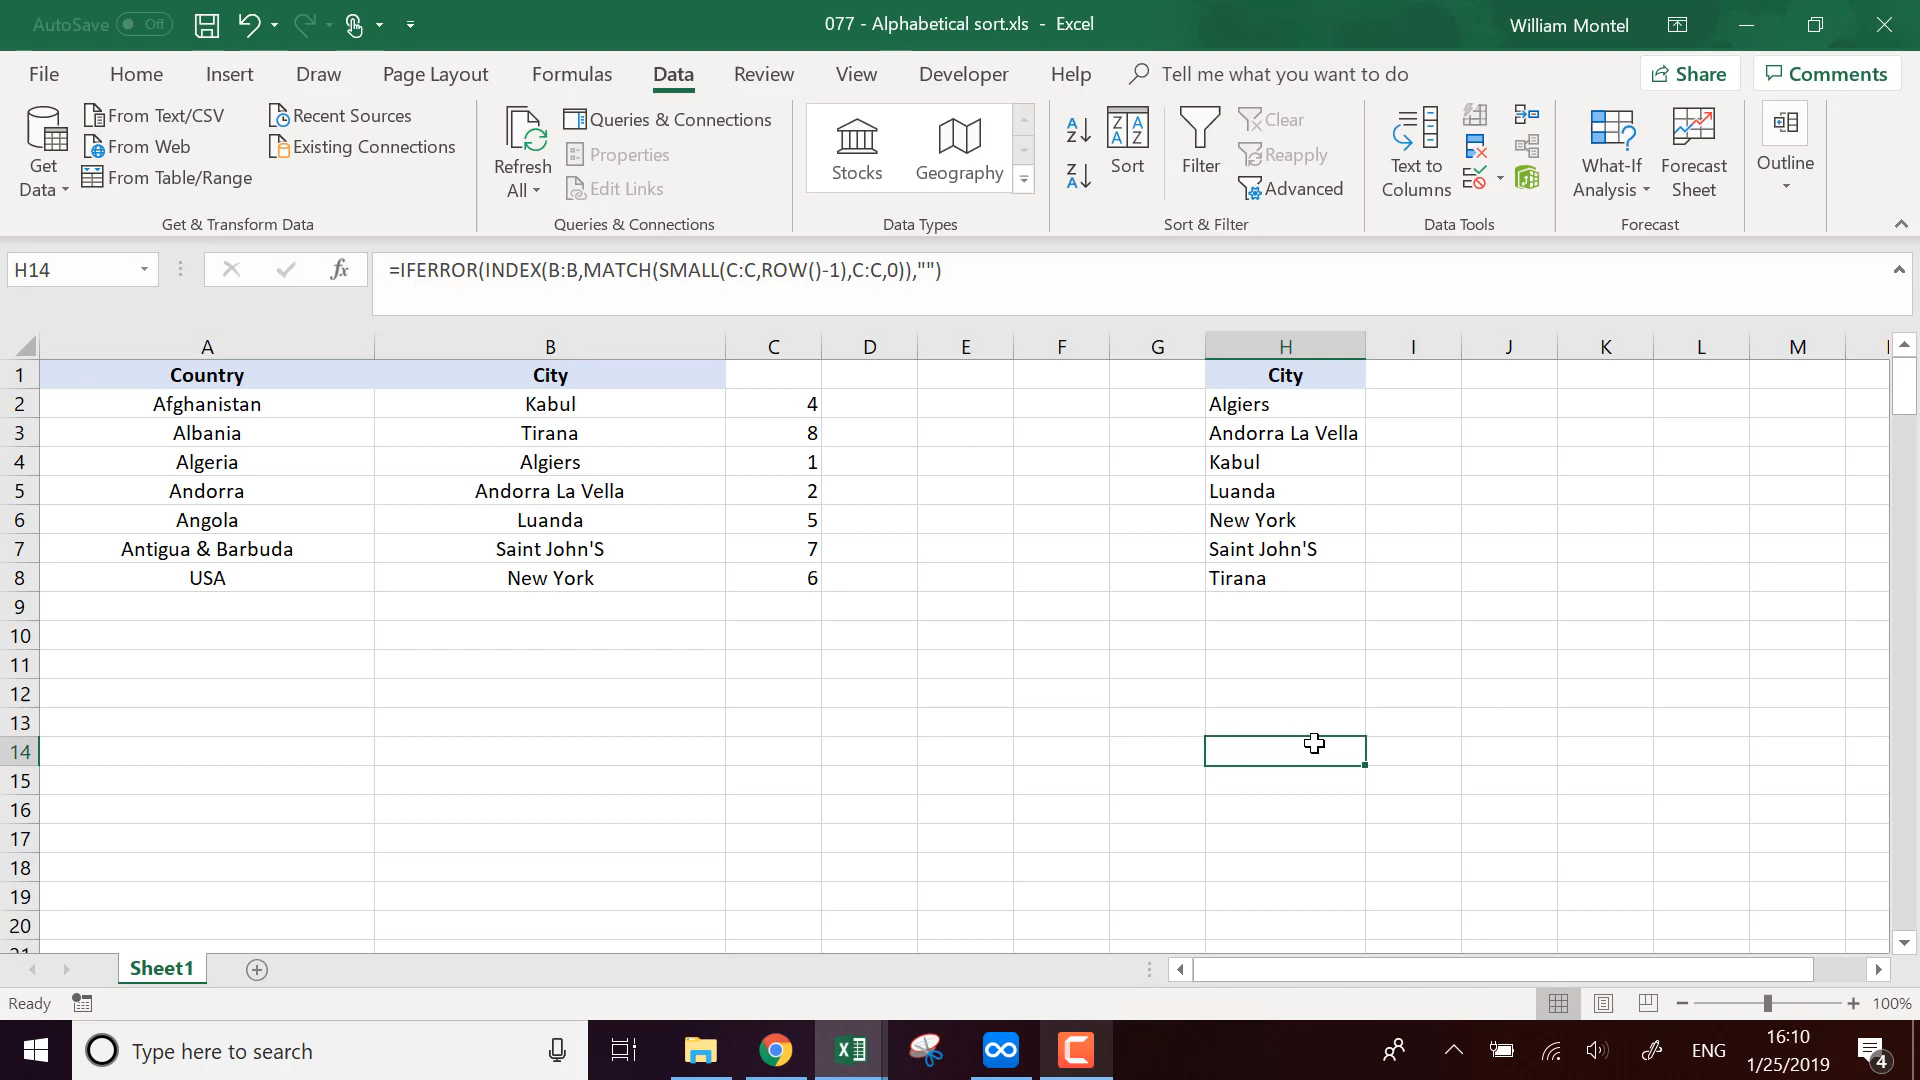 AutoSave Off
077 - Alphabetical sort.xls - Excel
William Montel
File Home Insert Draw Page Layout Formulas Data Review View Developer Help Tell me what you want to do Share Comments
Get Data
From Text/CSV
From Web
From Table/Range
Recent Sources
Existing Connections
Get & Transform Data
Refresh All
Queries & Connections
Properties
Edit Links
Queries & Connections
Stocks
Geography
Data Types
Sort
Filter
Clear
Reapply
Advanced
Sort & Filter
Text to Columns
Data Tools
What-If Analysis
Forecast Sheet
Forecast
Outline
H14 fx =IFERROR(INDEX(B:B,MATCH(SMALL(C:C,ROW()-1),C:C,0)),"")
A B C D E F G H I J K L M
1 Country City City
2 Afghanistan Kabul 4 Algiers
3 Albania Tirana 8 Andorra La Vella
4 Algeria Algiers 1 Kabul
5 Andorra Andorra La Vella 2 Luanda
6 Angola Luanda 5 New York
7 Antigua & Barbuda Saint John'S 7 Saint John'S
8 USA New York 6 Tirana
9
10
11
12
13
14
15
16
17
18
19
20
Sheet1
Ready
100%
Type here to search
ENG
16:10
1/25/2019
4